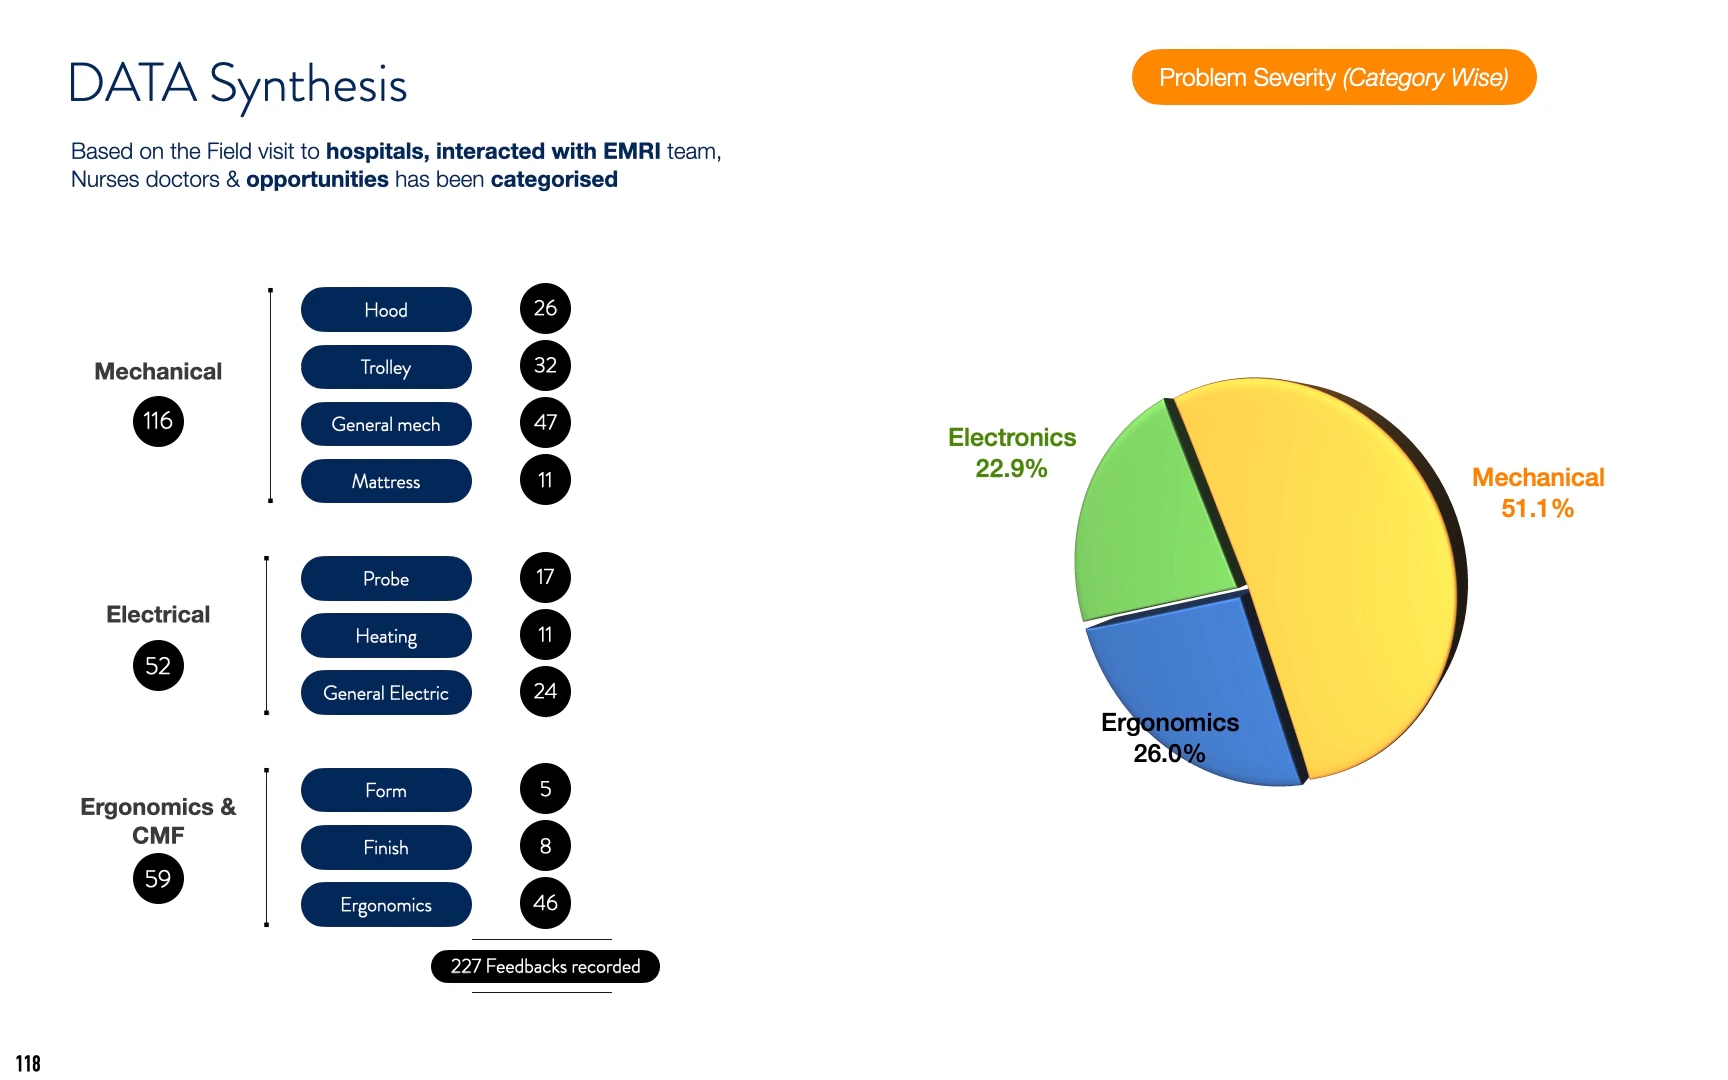 DATA Synthesis
Problem Severity (Category Wise)
Based on the Field visit to hospitals, interacted with EMRI team,
Nurses doctors & opportunities has been categorised
Mechanical
116
Hood 26
Trolley 32
General mech 47
Mattress 11
Electrical
52
Probe 17
Heating 11
General Electric 24
Ergonomics &
CMF
59
Form 5
Finish 8
Ergonomics 46
227 Feedbacks recorded
Electronics
22.9%
Mechanical
51.1%
Ergonomics
26.0%
118